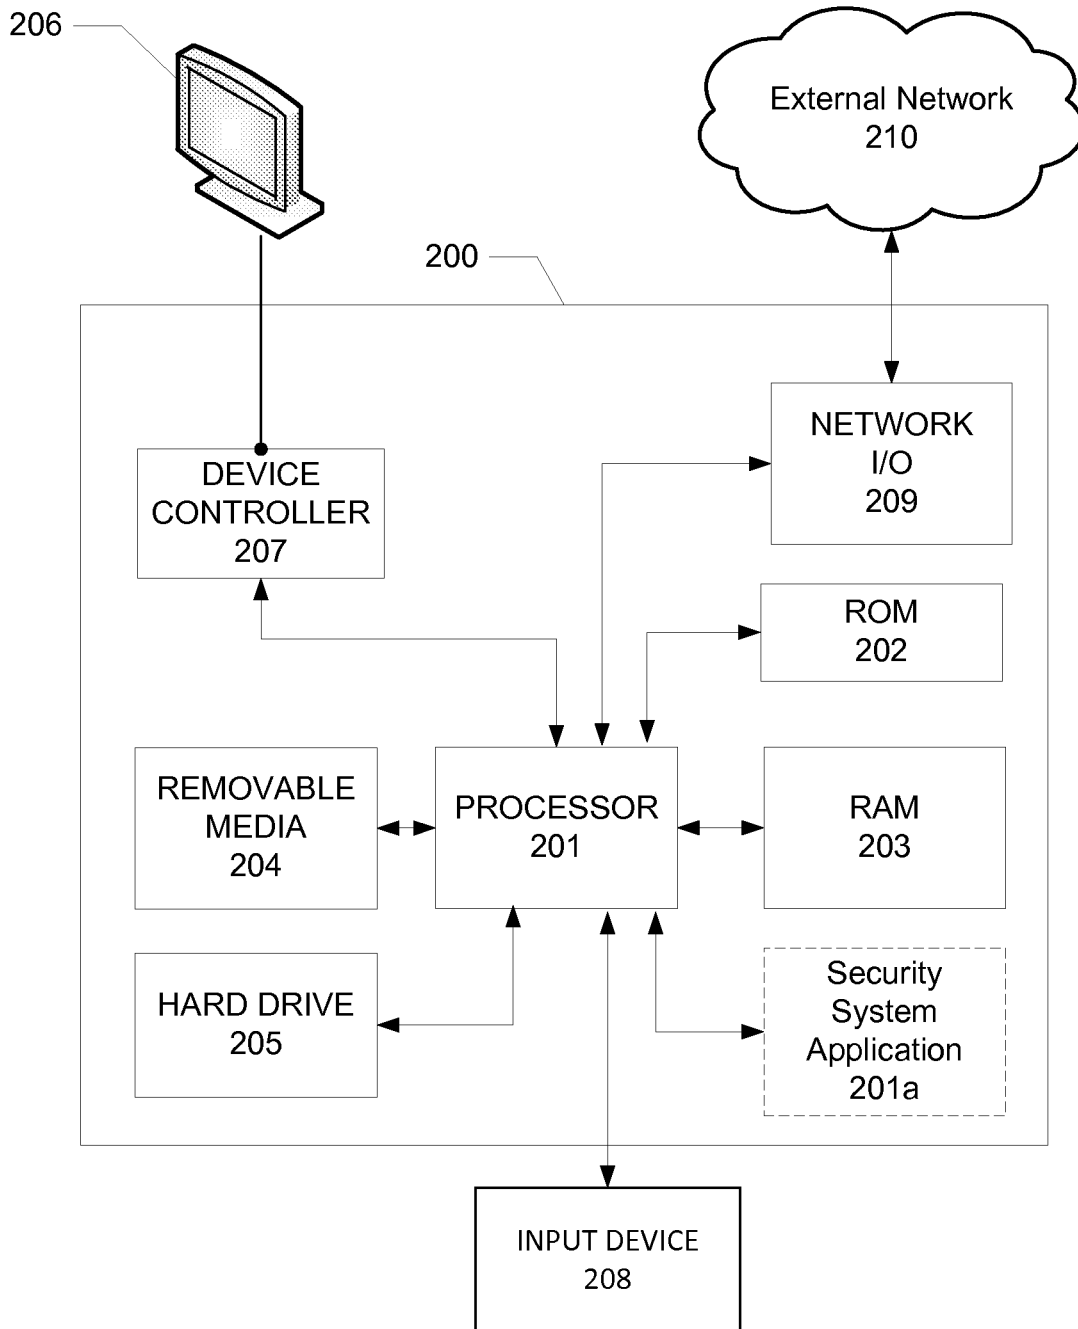 206
External Network
210
200
NETWORK
I/O
209
DEVICE
CONTROLLER
207
ROM
202
REMOVABLE
MEDIA
204
PROCESSOR
201
RAM
203
HARD DRIVE
205
Security
System
Application
201a
INPUT DEVICE
208